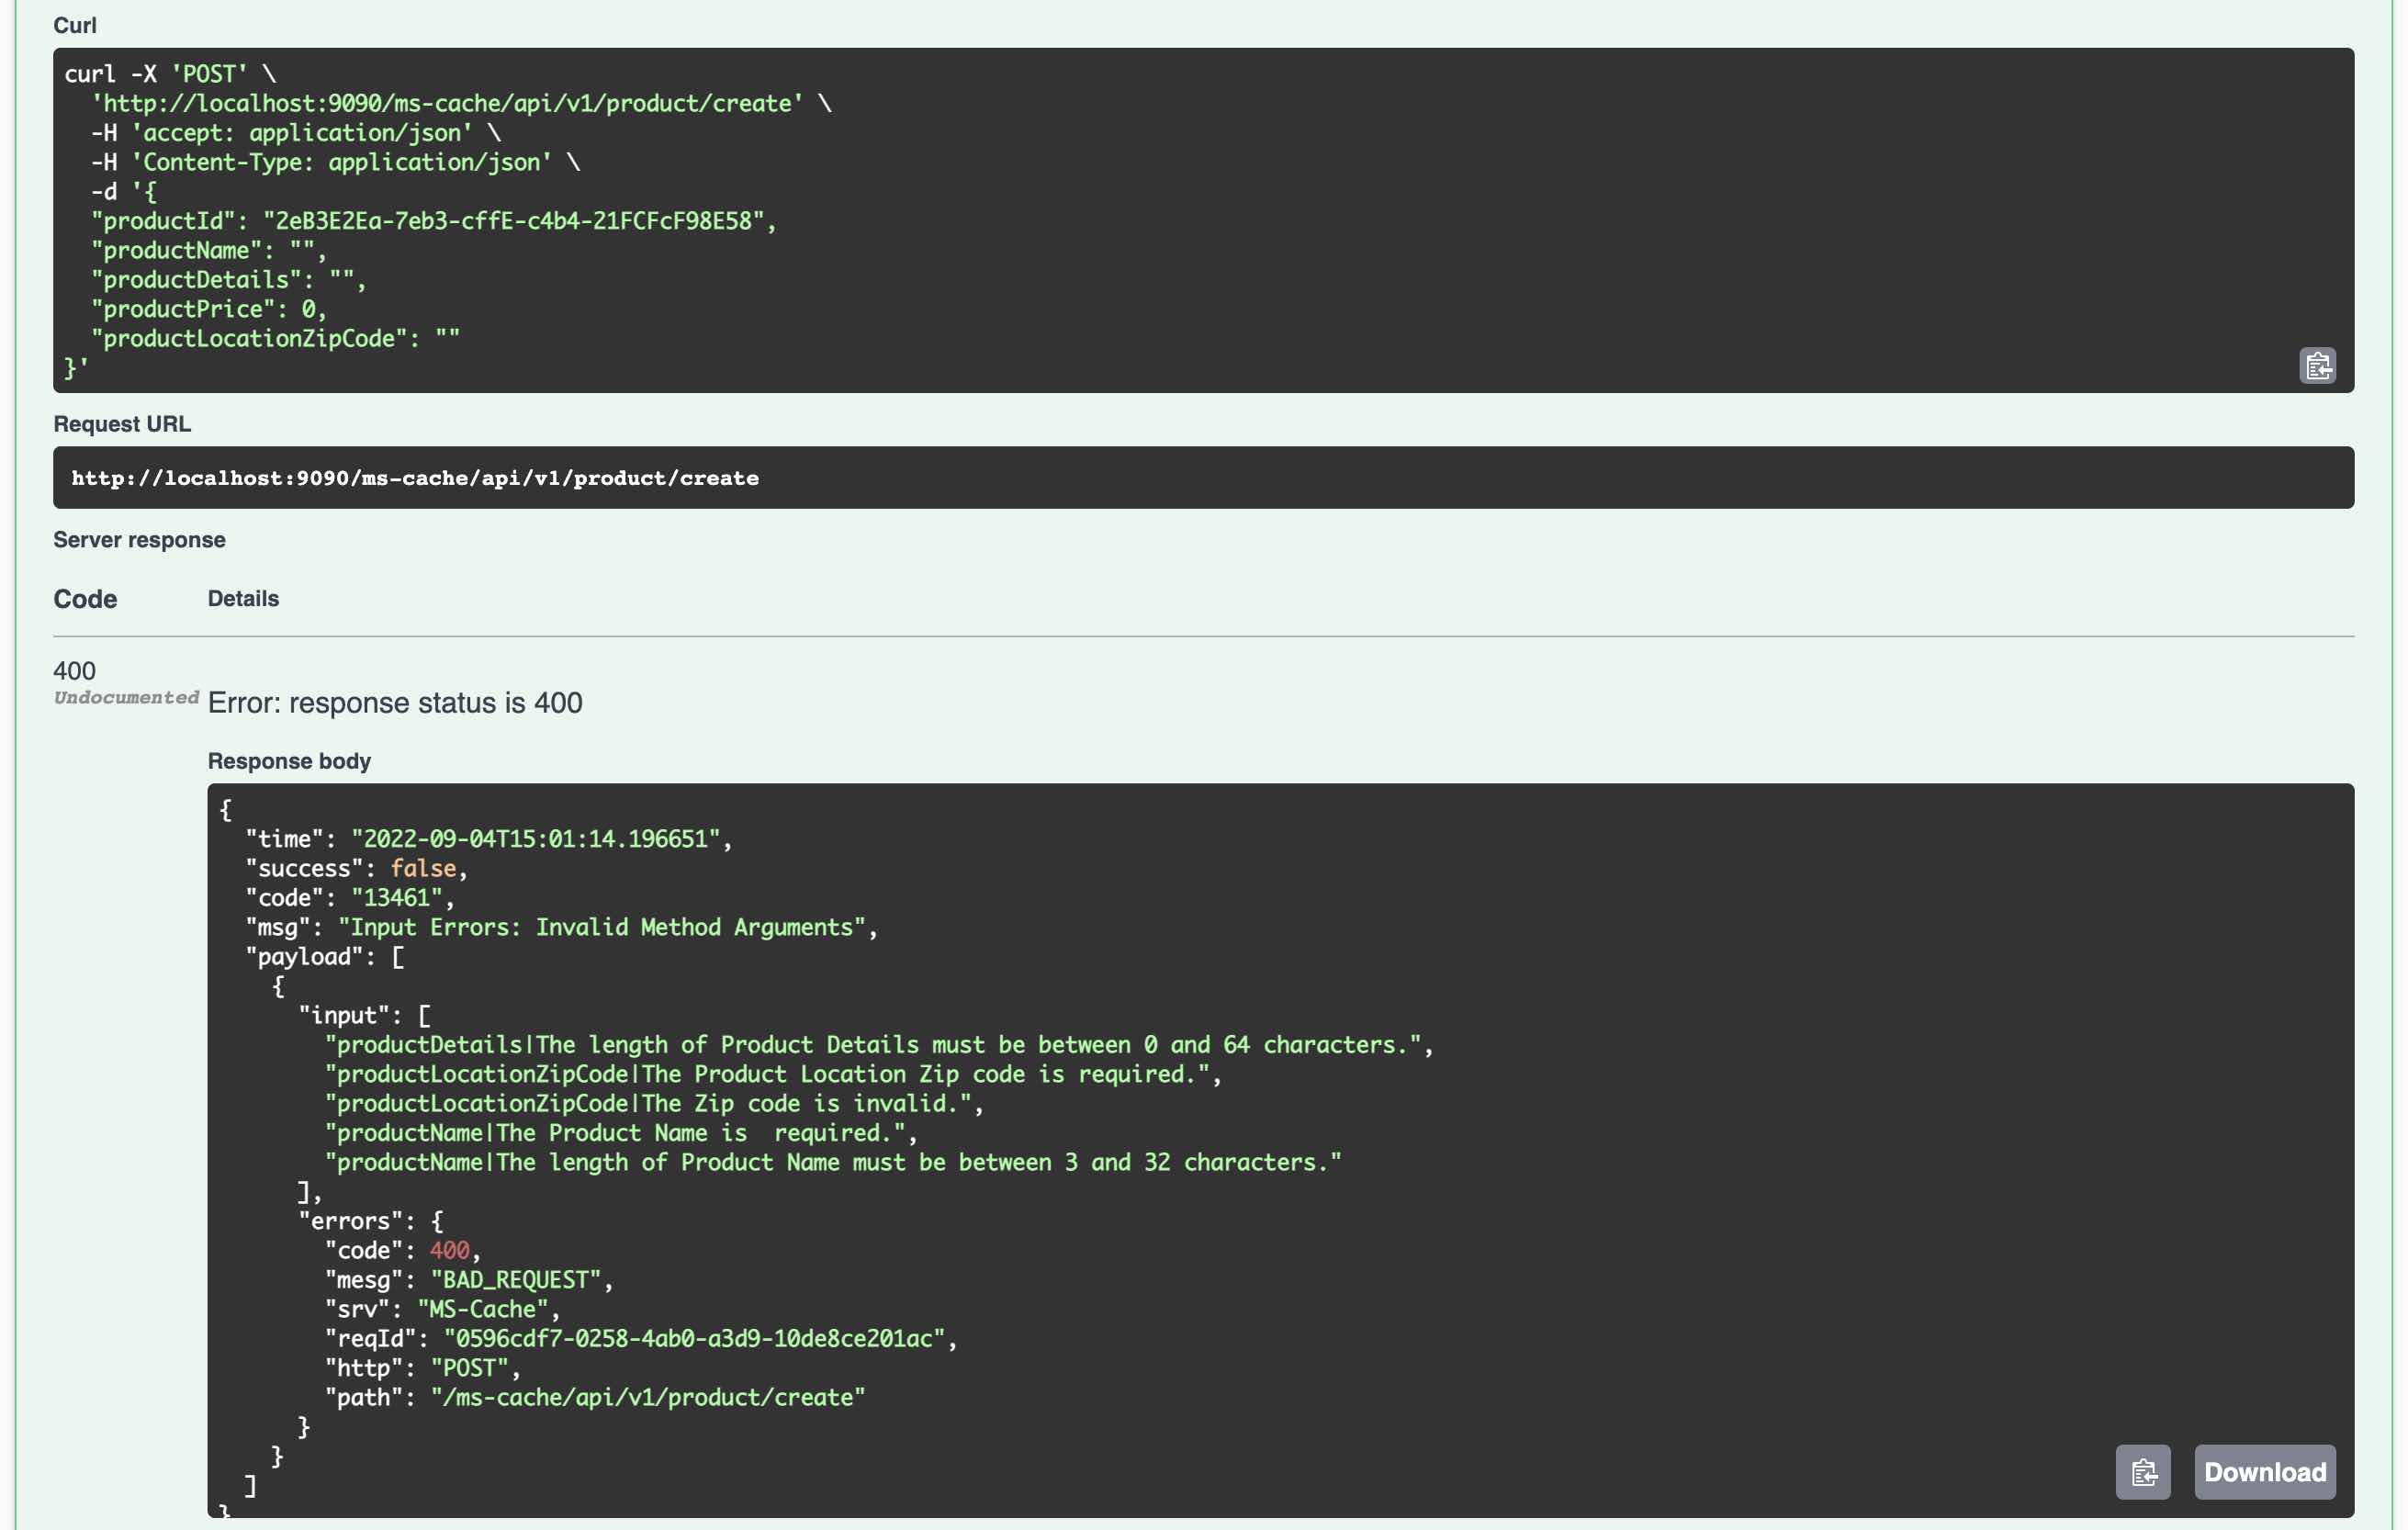 Curl
curl -X 'POST' \
  'http://localhost:9090/ms-cache/api/v1/product/create' \
  -H 'accept: application/json' \
  -H 'Content-Type: application/json' \
  -d '{
  "productId": "2eB3E2Ea-7eb3-cffE-c4b4-21FCFcF98E58",
  "productName": "",
  "productDetails": "",
  "productPrice": 0,
  "productLocationZipCode": ""
}'
Request URL
http://localhost:9090/ms-cache/api/v1/product/create
Server response
Code Details
400
Undocumented
Error: response status is 400
Response body
{
  "time": "2022-09-04T15:01:14.196651",
  "success": false,
  "code": "13461",
  "msg": "Input Errors: Invalid Method Arguments",
  "payload": [
    {
      "input": [
        "productDetails|The length of Product Details must be between 0 and 64 characters.",
        "productLocationZipCode|The Product Location Zip code is required.",
        "productLocationZipCode|The Zip code is invalid.",
        "productName|The Product Name is  required.",
        "productName|The length of Product Name must be between 3 and 32 characters."
      ],
      "errors": {
        "code": 400,
        "mesg": "BAD_REQUEST",
        "srv": "MS-Cache",
        "reqId": "0596cdf7-0258-4ab0-a3d9-10de8ce201ac",
        "http": "POST",
        "path": "/ms-cache/api/v1/product/create"
      }
    }
  ]
}
Download